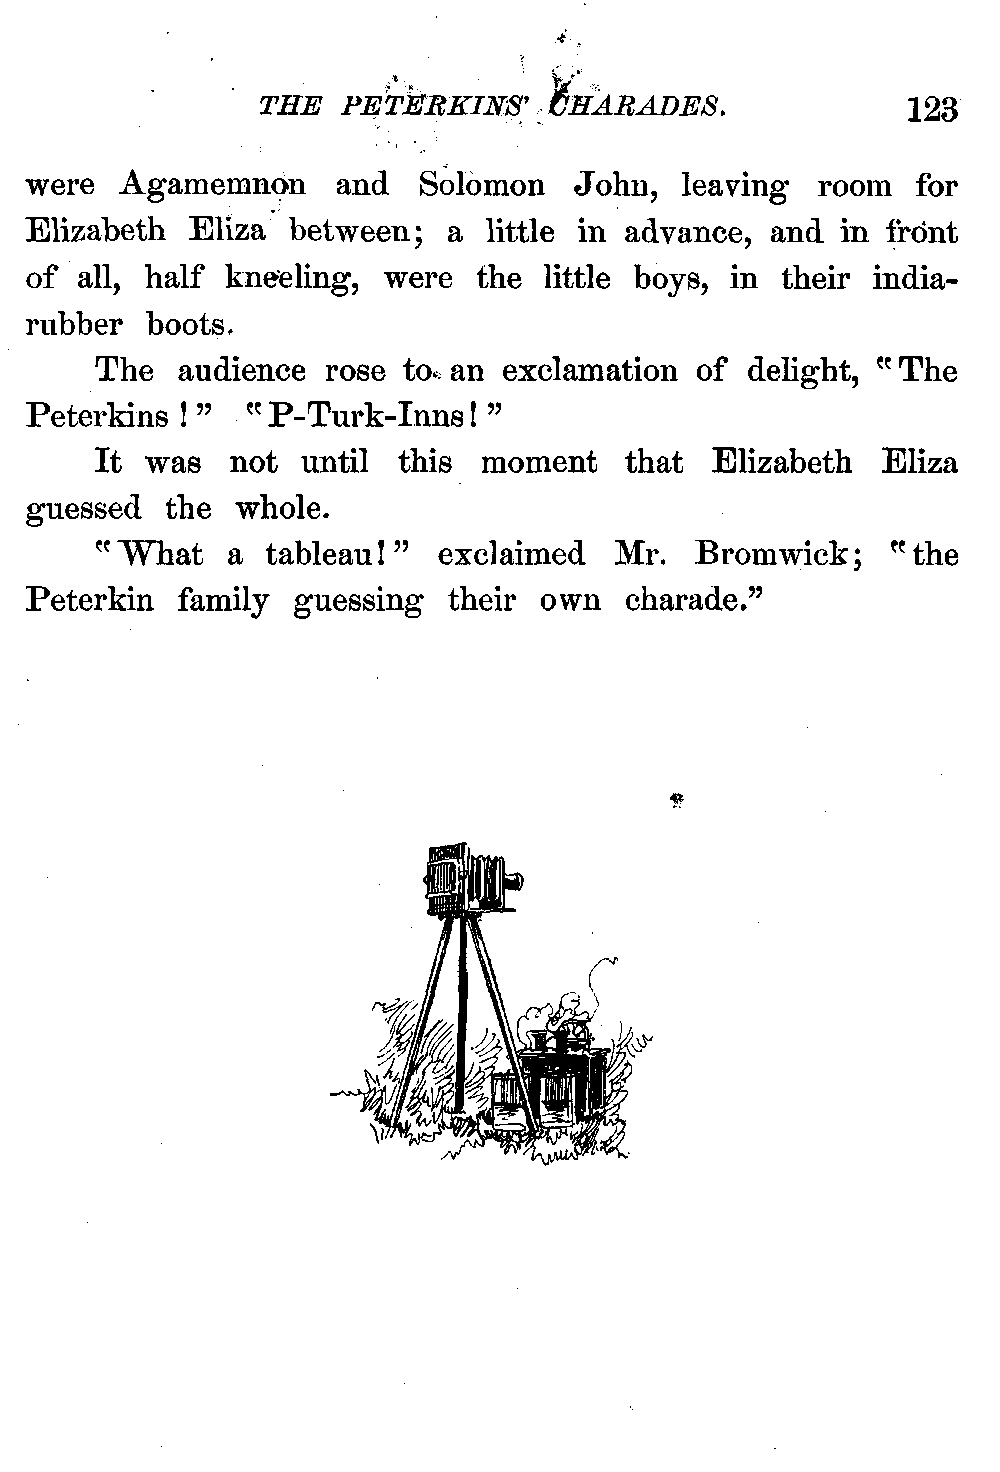 THE PETERKINS' CHARADES. 123
were Agamemnon and Solomon John, leaving room for
Elizabeth Eliza between; a little in advance, and in front
of all, half kneeling, were the little boys, in their india-
rubber boots.
The audience rose to an exclamation of delight, "The
Peterkins!" "P-Turk-Inns!"
It was not until this moment that Elizabeth Eliza
guessed the whole.
"What a tableau!" exclaimed Mr. Bromwick; "the
Peterkin family guessing their own charade."